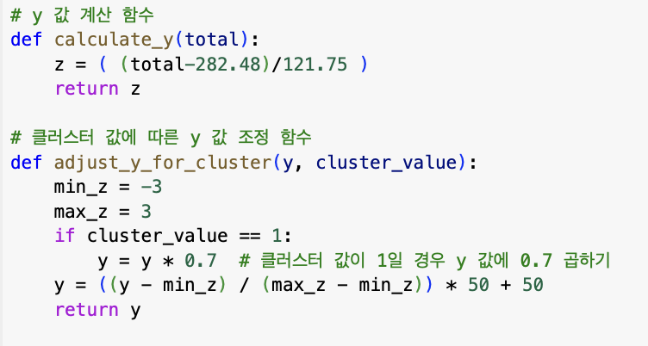 # y 값 계산 함수
def calculate_y(total):
    z = ( (total-282.48)/121.75 )
    return z

# 클러스터 값에 따른 y 값 조정 함수
def adjust_y_for_cluster(y, cluster_value):
    min_z = -3
    max_z = 3
    if cluster_value == 1:
        y = y * 0.7  # 클러스터 값이 1일 경우 y 값에 0.7 곱하기
    y = ((y - min_z) / (max_z - min_z)) * 50 + 50
    return y